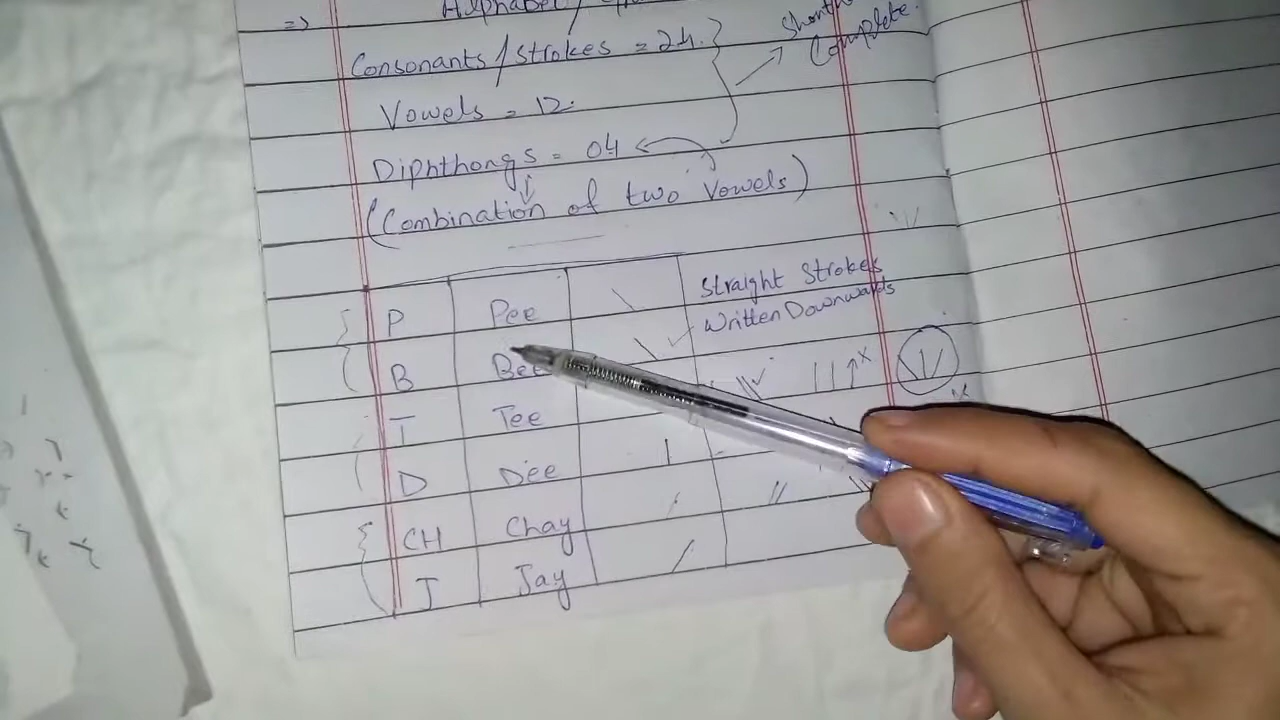 Consonants/strokes = 24.
Complete.
Vowels = 12.
Diphthongs = 04
(Combination of two Vowels)
P Pee \ Straight Strokes
Written Downwards
B Bee \
T Tee
D Dee |
CH Chay /
J Jay /